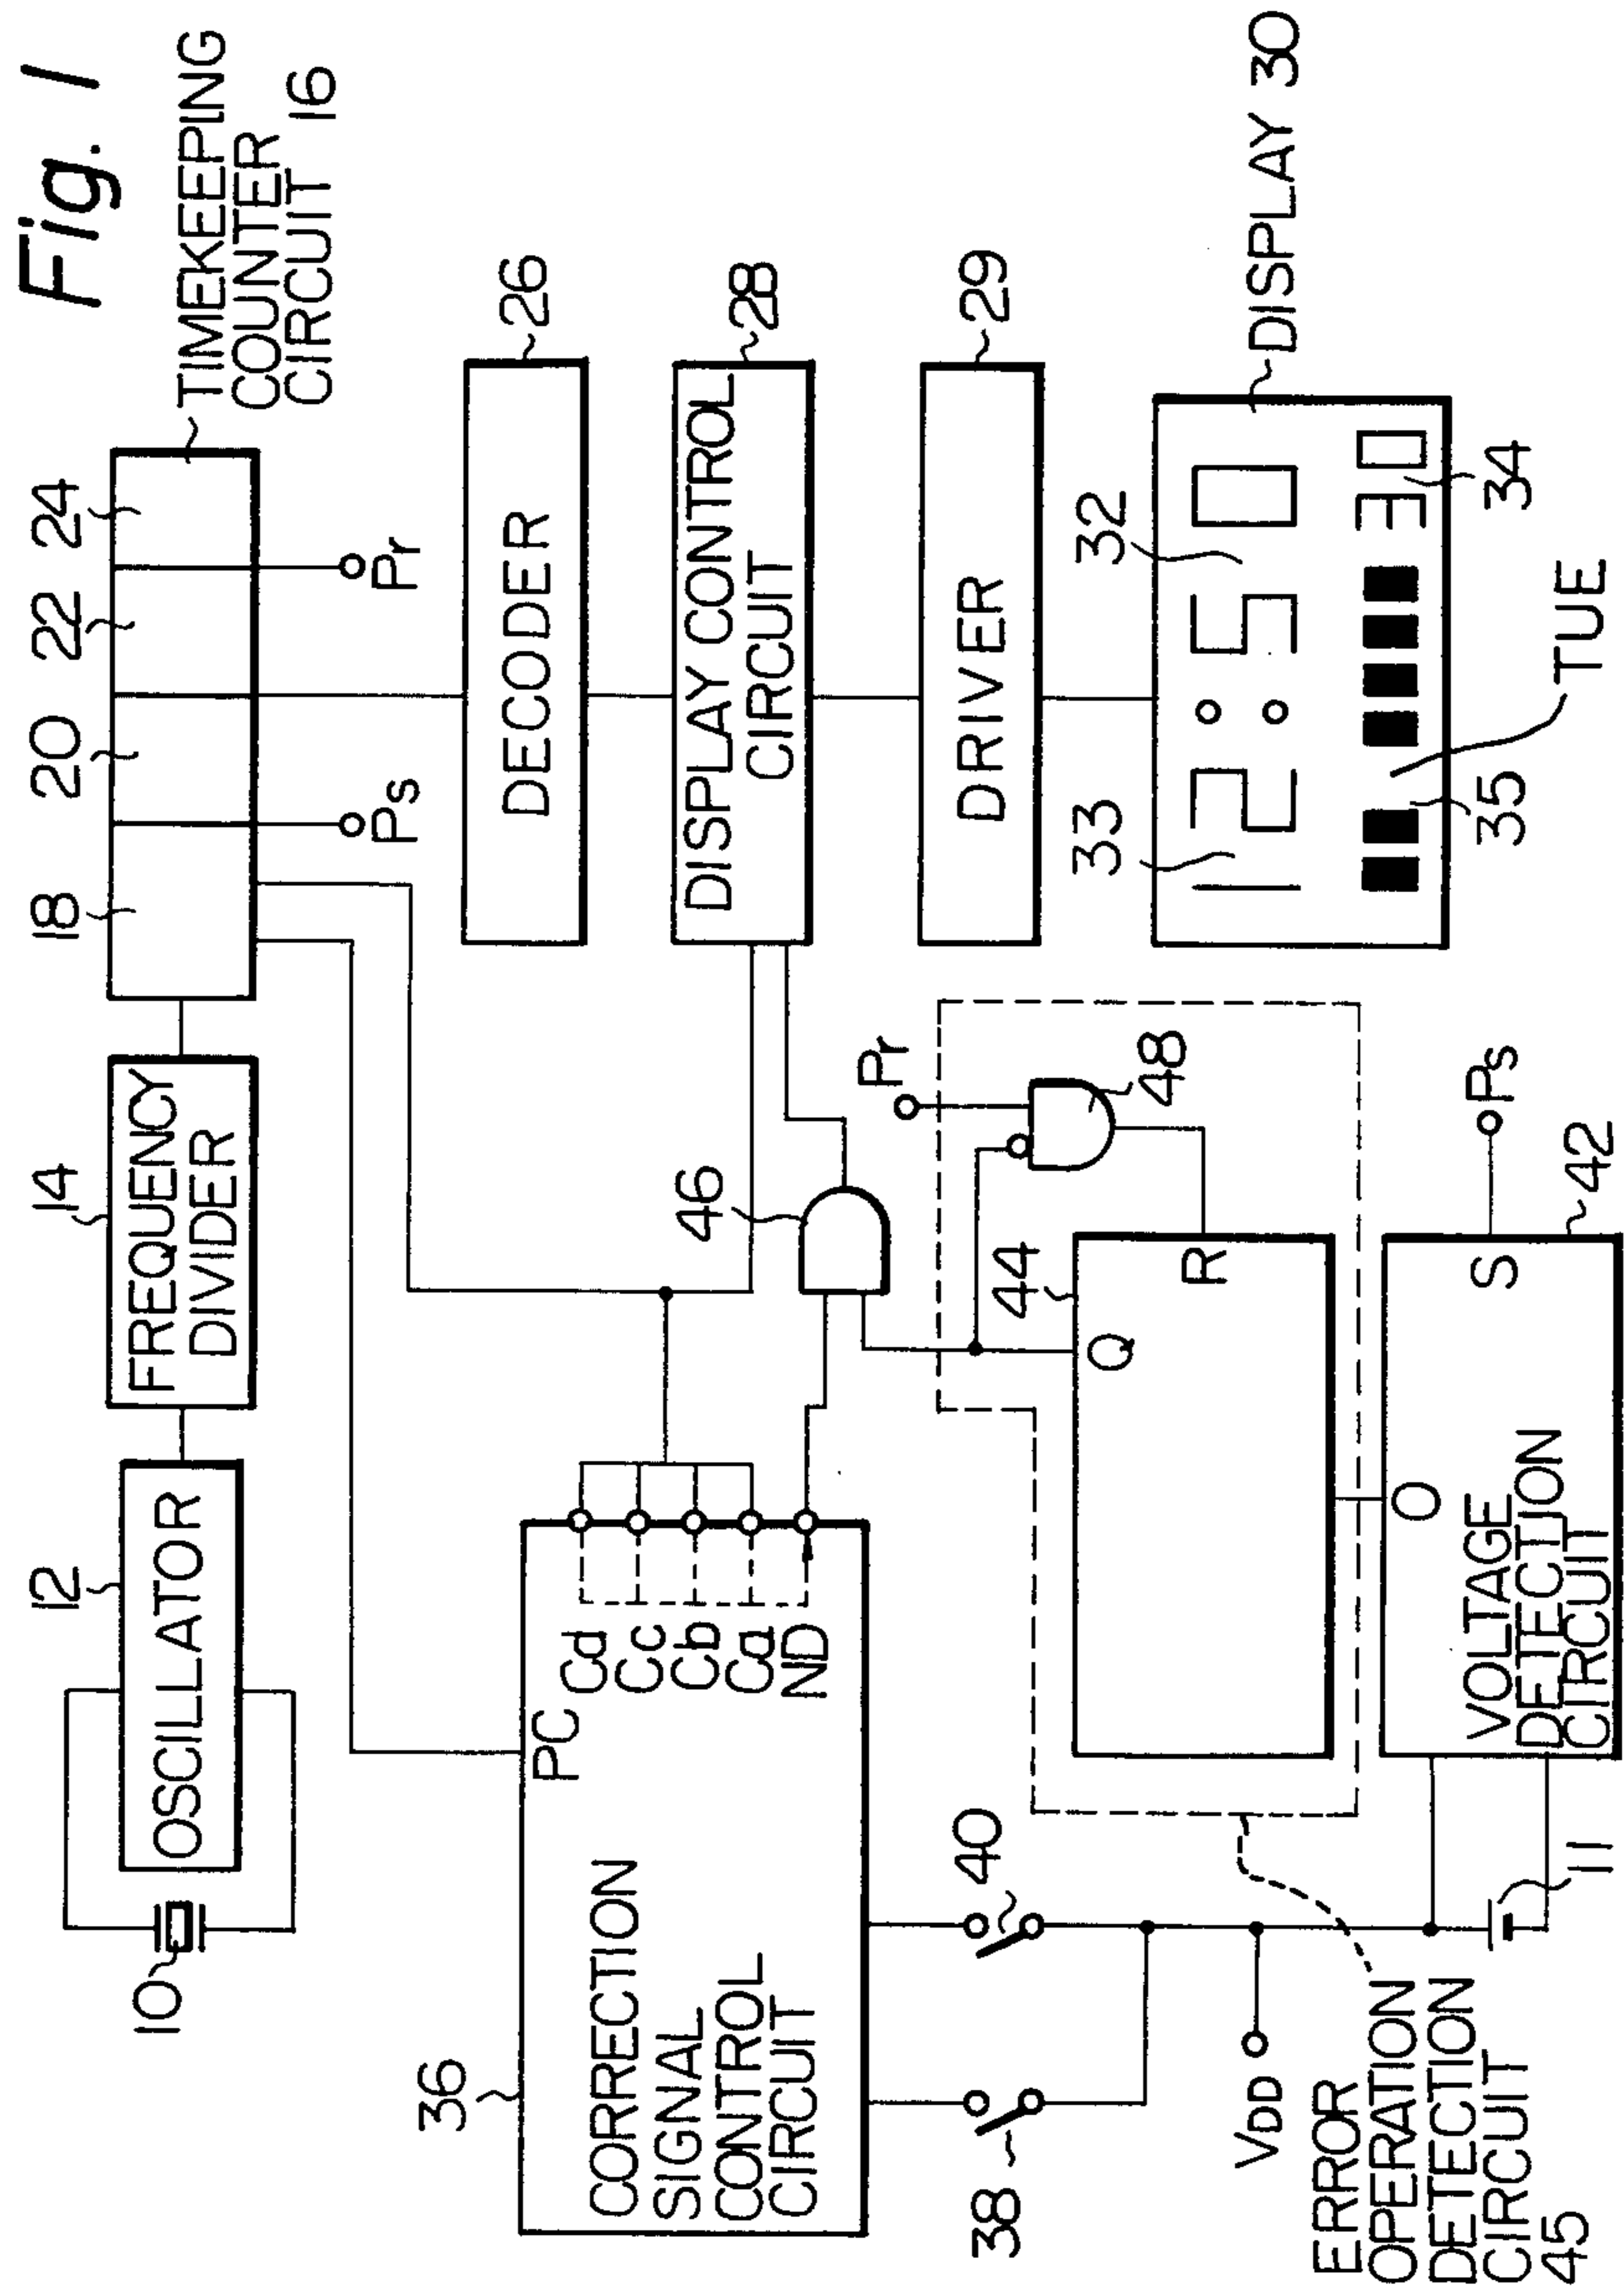 Fig. 1
12
14
18
20
22
24
TIMEKEEPING
COUNTER
CIRCUIT 16
10
OSCILLATOR
FREQUENCY
DIVIDER
Ps
Pr
36
PC
CORRECTION
SIGNAL
CONTROL
CIRCUIT
Cd
Cc
Cb
Ca
ND
DECODER
26
DISPLAY CONTROL
CIRCUIT
28
46
DRIVER
29
38
40
44
Q
R
Pr
48
VDD
33
32
DISPLAY 30
12:50
30
35
34
TUE
ERROR
OPERATION
DETECTION
CIRCUIT
45
11
O
S
VOLTAGE
DETECTION
CIRCUIT
42
Ps